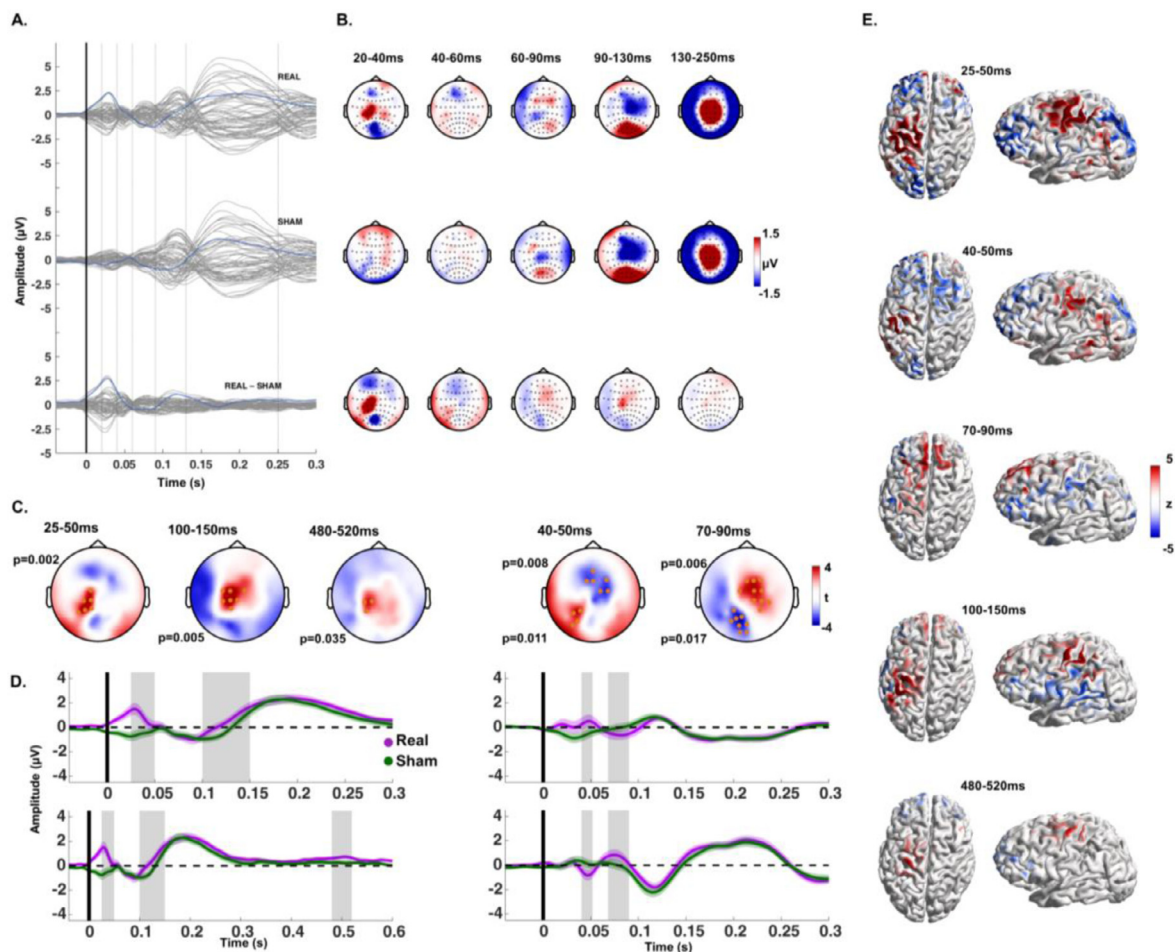 A.
5
2.5
0
-2.5
-5
REAL
5
2.5
0
-2.5
-5
SHAM
5
2.5
0
-2.5
-5
REAL – SHAM
Amplitude (µV)
0 0.05 0.1 0.15 0.2 0.25 0.3
Time (s)
B.
20-40ms 40-60ms 60-90ms 90-130ms 130-250ms
1.5
µV
-1.5
C.
25-50ms 100-150ms 480-520ms 40-50ms 70-90ms
p=0.002 p=0.008 p=0.006
p=0.005 p=0.035 p=0.011 p=0.017
4
t
-4
D.
4
2
0
-2
-4
0 0.05 0.1 0.15 0.2 0.25 0.3
Real
Sham
4
2
0
-2
-4
0 0.05 0.1 0.15 0.2 0.25 0.3
Amplitude (µV)
4
2
0
-2
-4
0 0.1 0.2 0.3 0.4 0.5 0.6
Time (s)
4
2
0
-2
-4
0 0.05 0.1 0.15 0.2 0.25 0.3
Time (s)
E.
25-50ms
40-50ms
70-90ms
5
z
-5
100-150ms
480-520ms